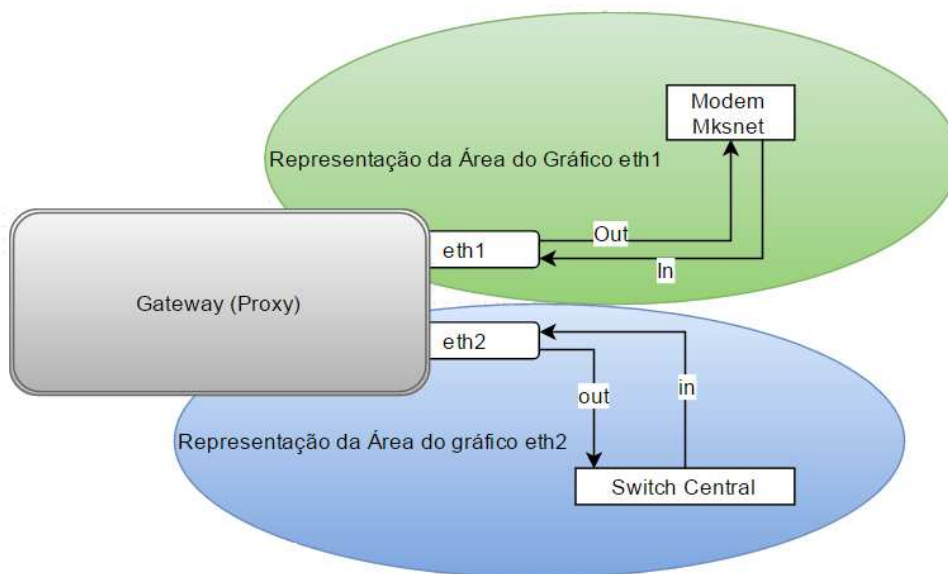 Modem
Mksnet
Representação da Área do Gráfico eth1
Out
eth1
In
Gateway (Proxy)
eth2
out
in
Representação da Área do gráfico eth2
Switch Central